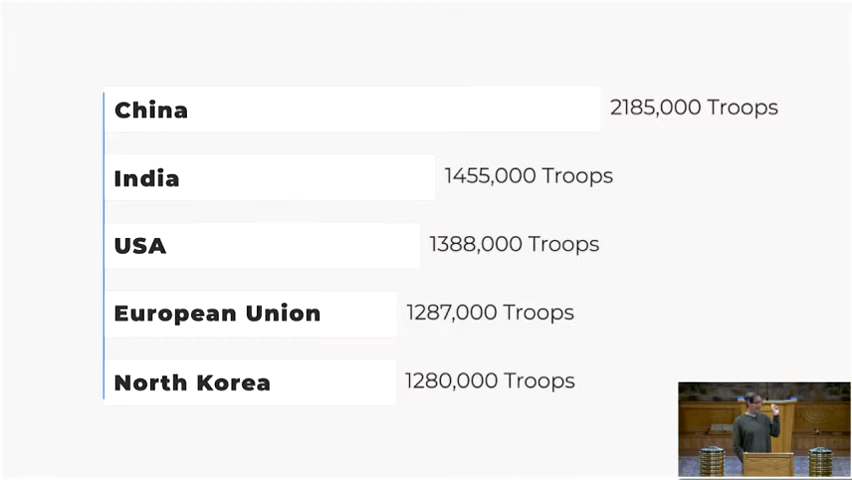 China
2185,000 Troops
India
1455,000 Troops
USA
1388,000 Troops
European Union
1287,000 Troops
North Korea
1280,000 Troops